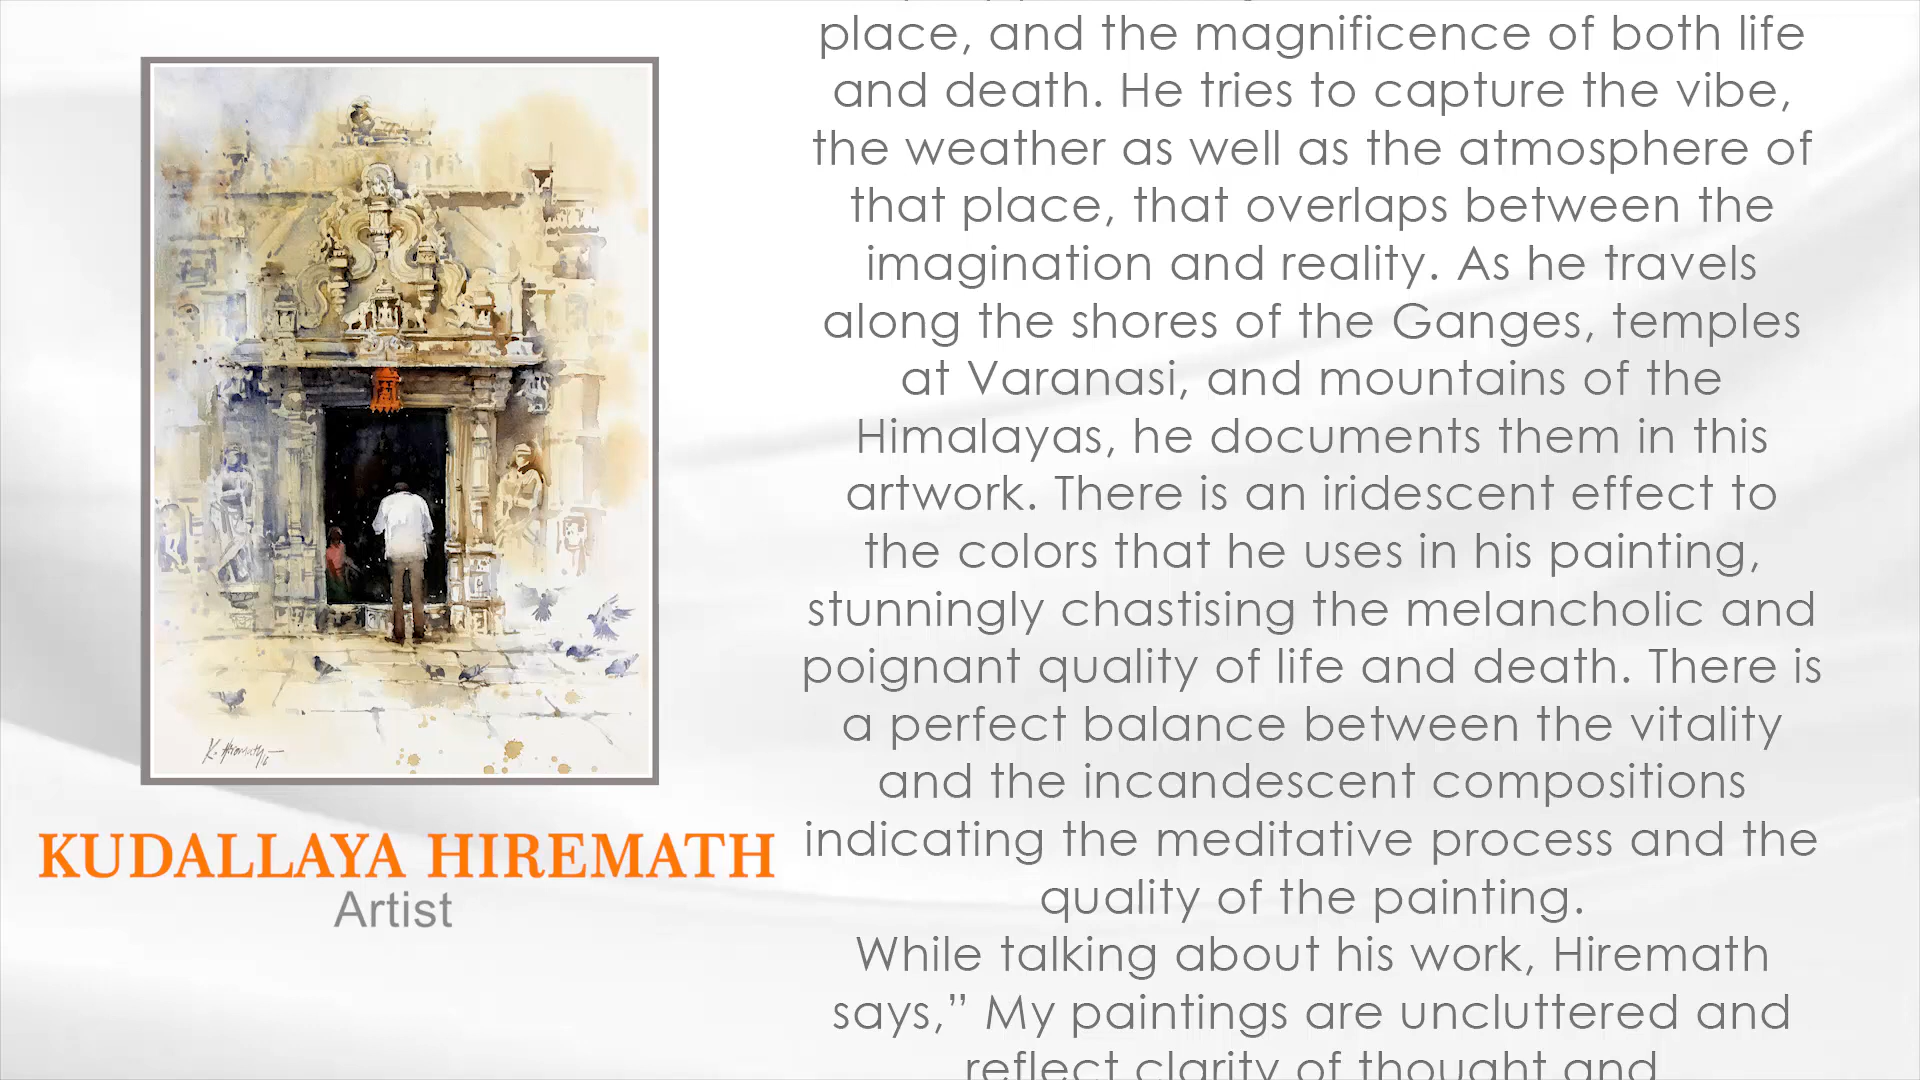 place, and the magnificence of both life
and death. He tries to capture the vibe,
the weather as well as the atmosphere of
that place, that overlaps between the
imagination and reality. As he travels
along the shores of the Ganges, temples
at Varanasi, and mountains of the
Himalayas, he documents them in this
artwork. There is an iridescent effect to
the colors that he uses in his painting,
stunningly chastising the melancholic and
poignant quality of life and death. There is
a perfect balance between the vitality
and the incandescent compositions
indicating the meditative process and the
quality of the painting.
While talking about his work, Hiremath
says,” My paintings are uncluttered and
reflect clarity of thought and
K. Hiremath
KUDALLAYA HIREMATH
Artist